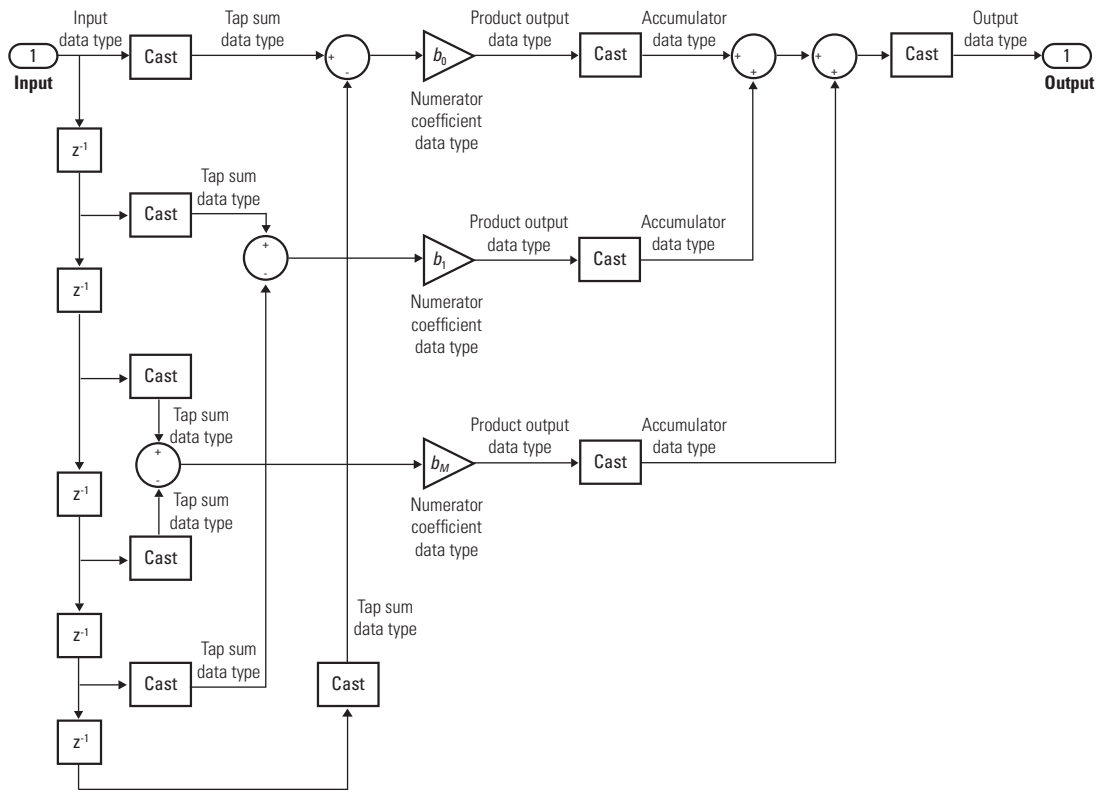 Input
data type
Tap sum
data type
Product output
data type
Accumulator
data type
Output
data type
1
Input
Cast
+
-
b0
Cast
+
+
+
Cast
1
Output
Numerator
coefficient
data type
z-1
Tap sum
data type
Cast
+
-
Product output
data type
Accumulator
data type
b1
Cast
z-1
Numerator
coefficient
data type
Cast
Tap sum
data type
+
-
Product output
data type
Accumulator
data type
bM
Cast
z-1
Tap sum
data type
Numerator
coefficient
data type
Cast
z-1
Tap sum
data type
Tap sum
data type
Cast
Cast
z-1